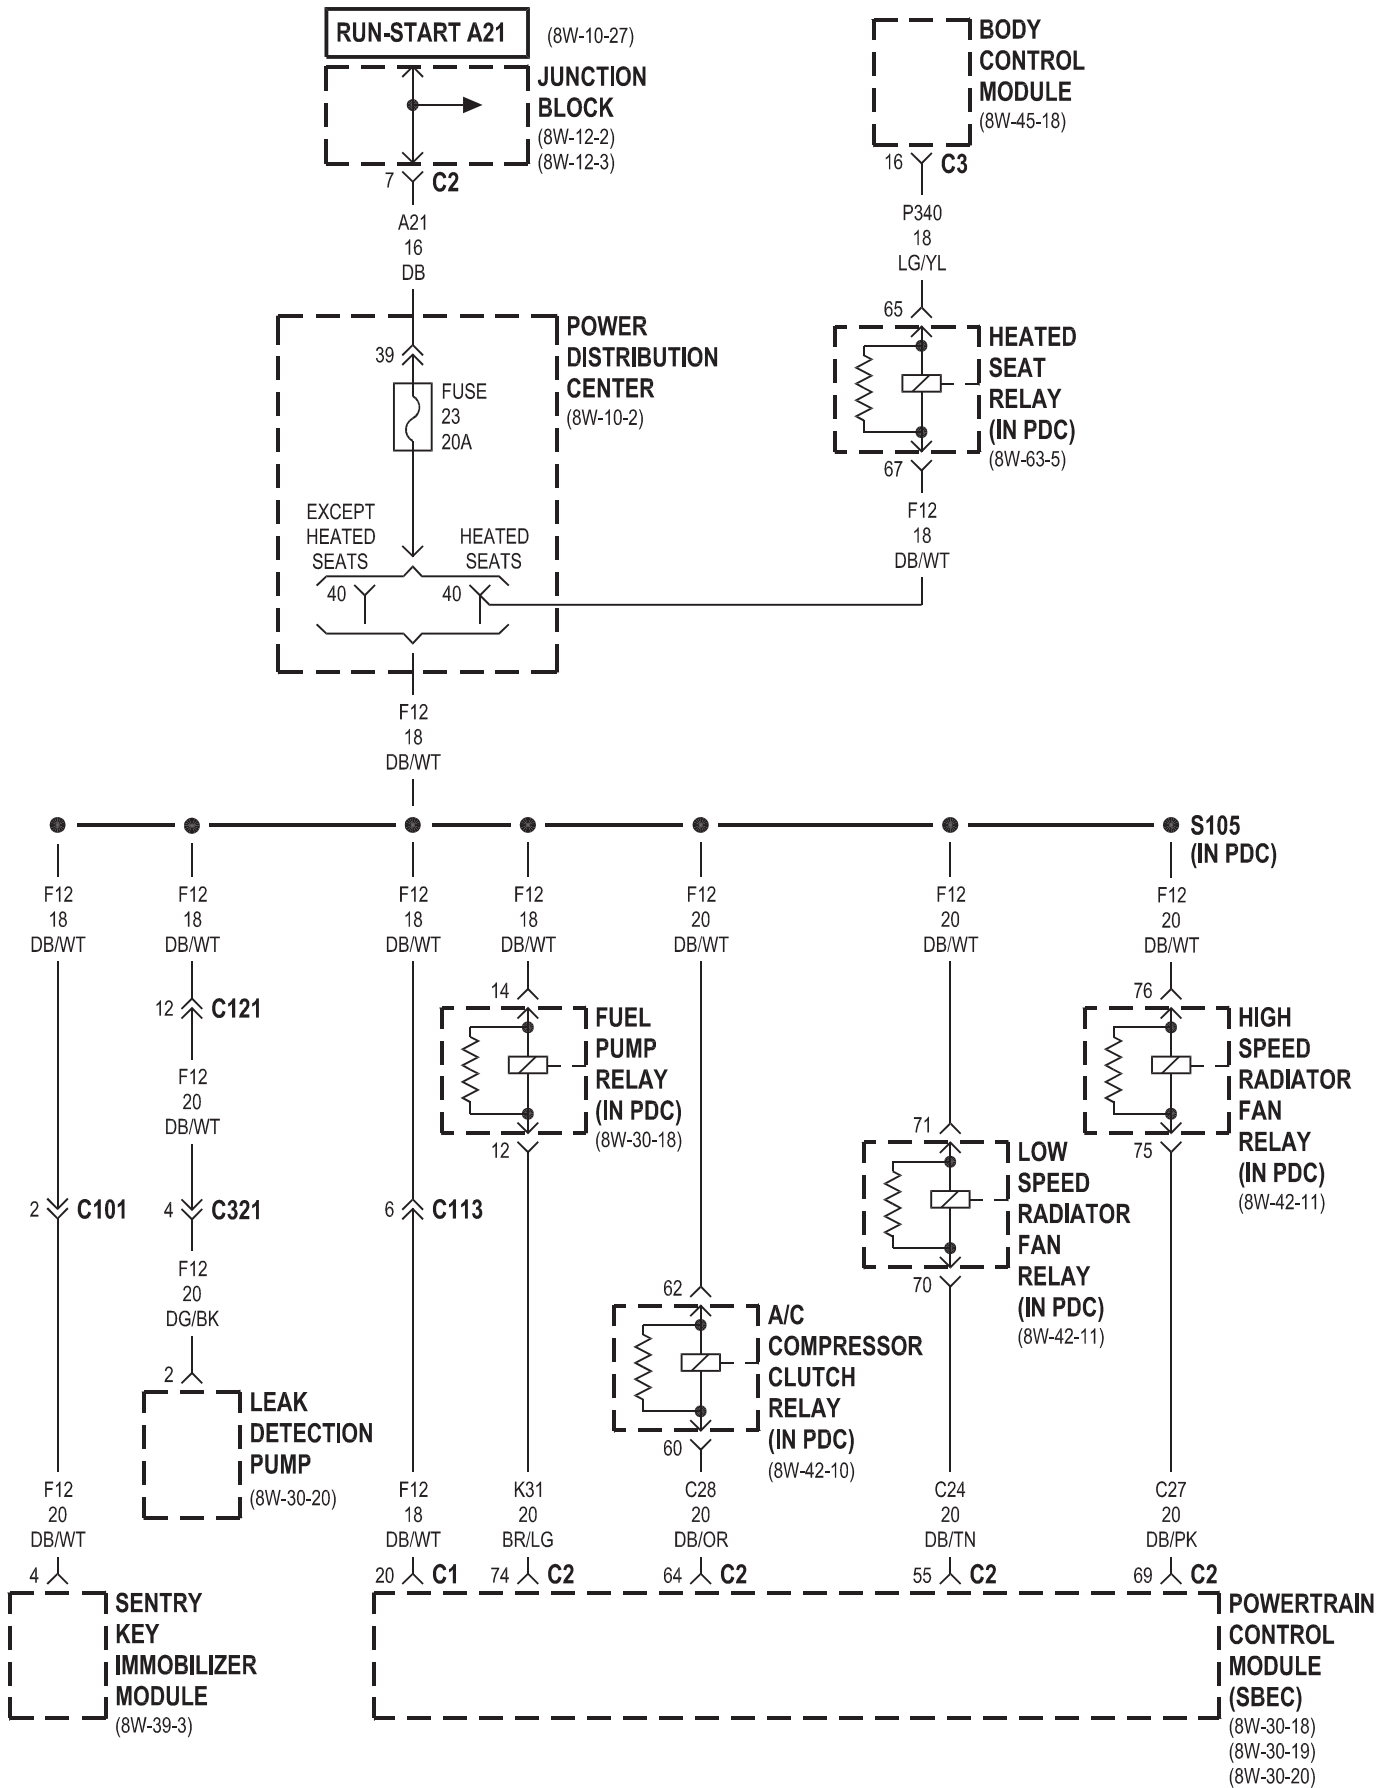 RUN-START A21
(8W-10-27)
JUNCTION
BLOCK
(8W-12-2)
(8W-12-3)
7
C2
A21
16
DB
BODY
CONTROL
MODULE
(8W-45-18)
16
C3
P340
18
LG/YL
65
HEATED
SEAT
RELAY
(IN PDC)
(8W-63-5)
67
F12
18
DB/WT
POWER
DISTRIBUTION
CENTER
(8W-10-2)
39
FUSE
23
20A
EXCEPT
HEATED
SEATS
HEATED
SEATS
40
40
F12
18
DB/WT
S105
(IN PDC)
F12
18
DB/WT
F12
18
DB/WT
F12
18
DB/WT
F12
18
DB/WT
F12
20
DB/WT
F12
20
DB/WT
F12
20
DB/WT
12
C121
F12
20
DB/WT
2
C101
4
C321
F12
20
DG/BK
2
LEAK
DETECTION
PUMP
(8W-30-20)
6
C113
14
FUEL
PUMP
RELAY
(IN PDC)
(8W-30-18)
12
62
A/C
COMPRESSOR
CLUTCH
RELAY
(IN PDC)
(8W-42-10)
60
71
LOW
SPEED
RADIATOR
FAN
RELAY
(IN PDC)
(8W-42-11)
70
76
HIGH
SPEED
RADIATOR
FAN
RELAY
(IN PDC)
(8W-42-11)
75
F12
20
DB/WT
F12
18
DB/WT
K31
20
BR/LG
C28
20
DB/OR
C24
20
DB/TN
C27
20
DB/PK
4
20
C1
74
C2
64
C2
55
C2
69
C2
SENTRY
KEY
IMMOBILIZER
MODULE
(8W-39-3)
POWERTRAIN
CONTROL
MODULE
(SBEC)
(8W-30-18)
(8W-30-19)
(8W-30-20)